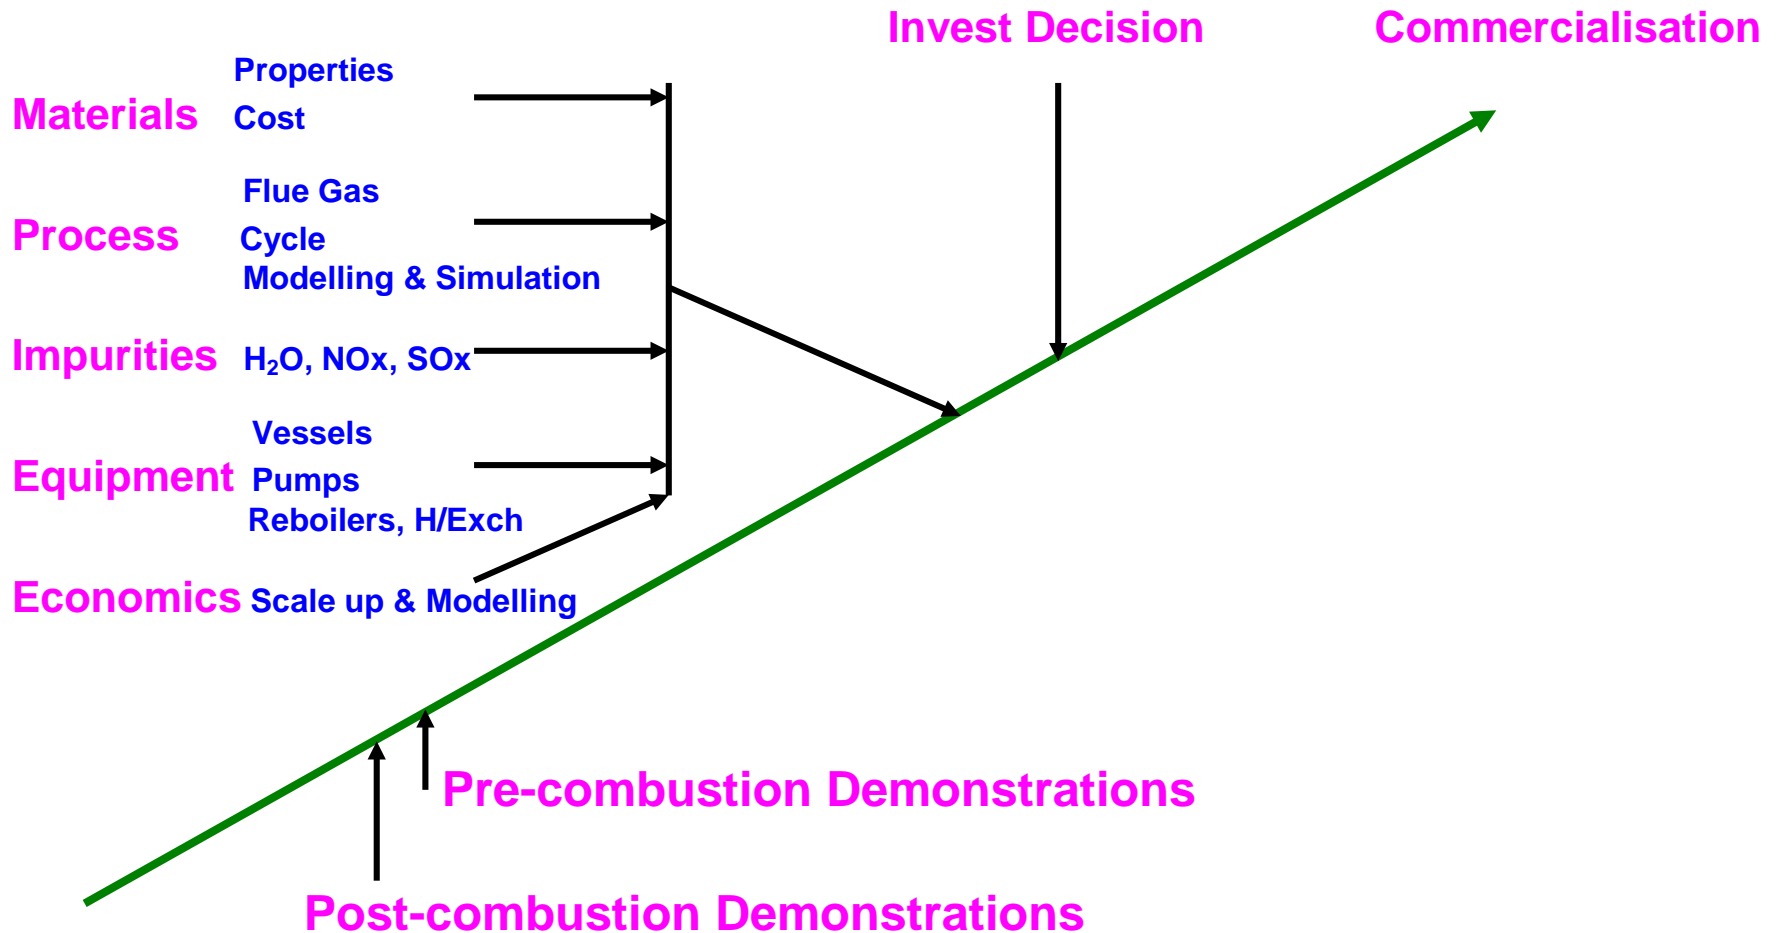 Invest Decision
Commercialisation
Properties
Materials
Cost
Flue Gas
Process
Cycle
Modelling & Simulation
Impurities
H₂O, NOx, SOx
Vessels
Equipment
Pumps
Reboilers, H/Exch
Economics
Scale up & Modelling
Pre-combustion Demonstrations
Post-combustion Demonstrations